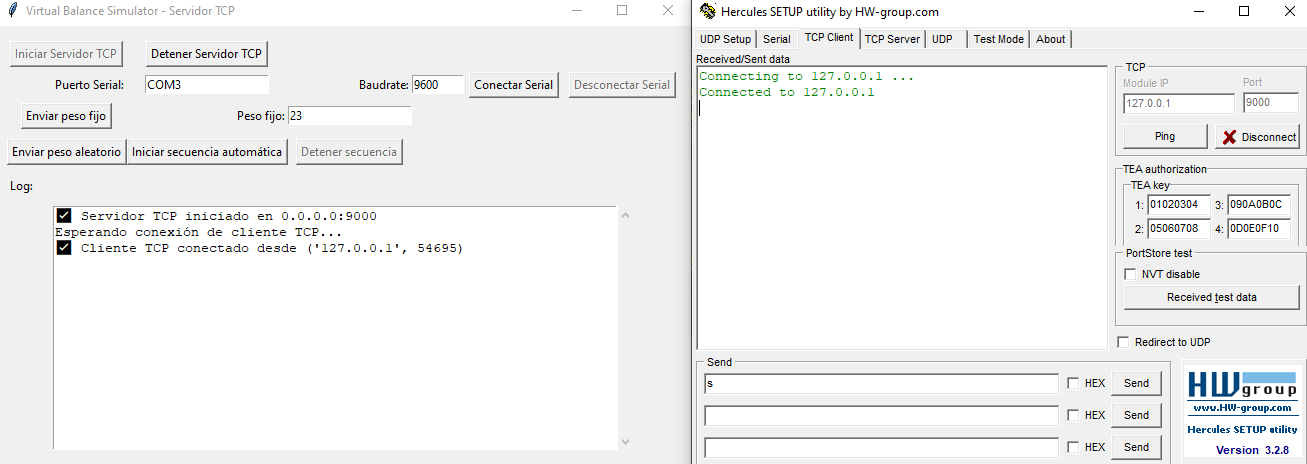 Virtual Balance Simulator - Servidor TCP
Iniciar Servidor TCP
Detener Servidor TCP
Puerto Serial:
COM3
Baudrate:
9600
Conectar Serial
Desconectar Serial
Enviar peso fijo
Peso fijo:
23
Enviar peso aleatorio
Iniciar secuencia automática
Detener secuencia
Log:
Servidor TCP iniciado en 0.0.0.0:9000
Esperando conexión de cliente TCP...
Cliente TCP conectado desde ('127.0.0.1', 54695)
Hercules SETUP utility by HW-group.com
UDP Setup
Serial
TCP Client
TCP Server
UDP
Test Mode
About
Received/Sent data
Connecting to 127.0.0.1 ...
Connected to 127.0.0.1
TCP
Module IP
Port
127.0.0.1
9000
Ping
Disconnect
TEA authorization
TEA key
1: 01020304
3: 090A0B0C
2: 05060708
4: 0D0E0F10
PortStore test
NVT disable
Received test data
Redirect to UDP
Send
s
HEX
Send
HEX
Send
HEX
Send
HWgroup
www.HW-group.com
Hercules SETUP utility
Version 3.2.8